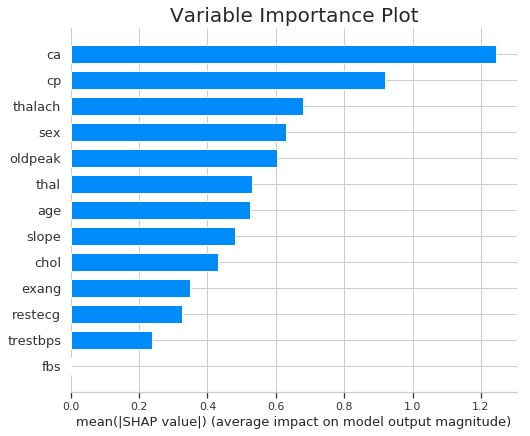 Variable Importance Plot
ca
cp
thalach
sex
oldpeak
thal
age
slope
chol
exang
restecg
trestbps
fbs
0.0 0.2 0.4 0.6 0.8 1.0 1.2
mean(|SHAP value|) (average impact on model output magnitude)